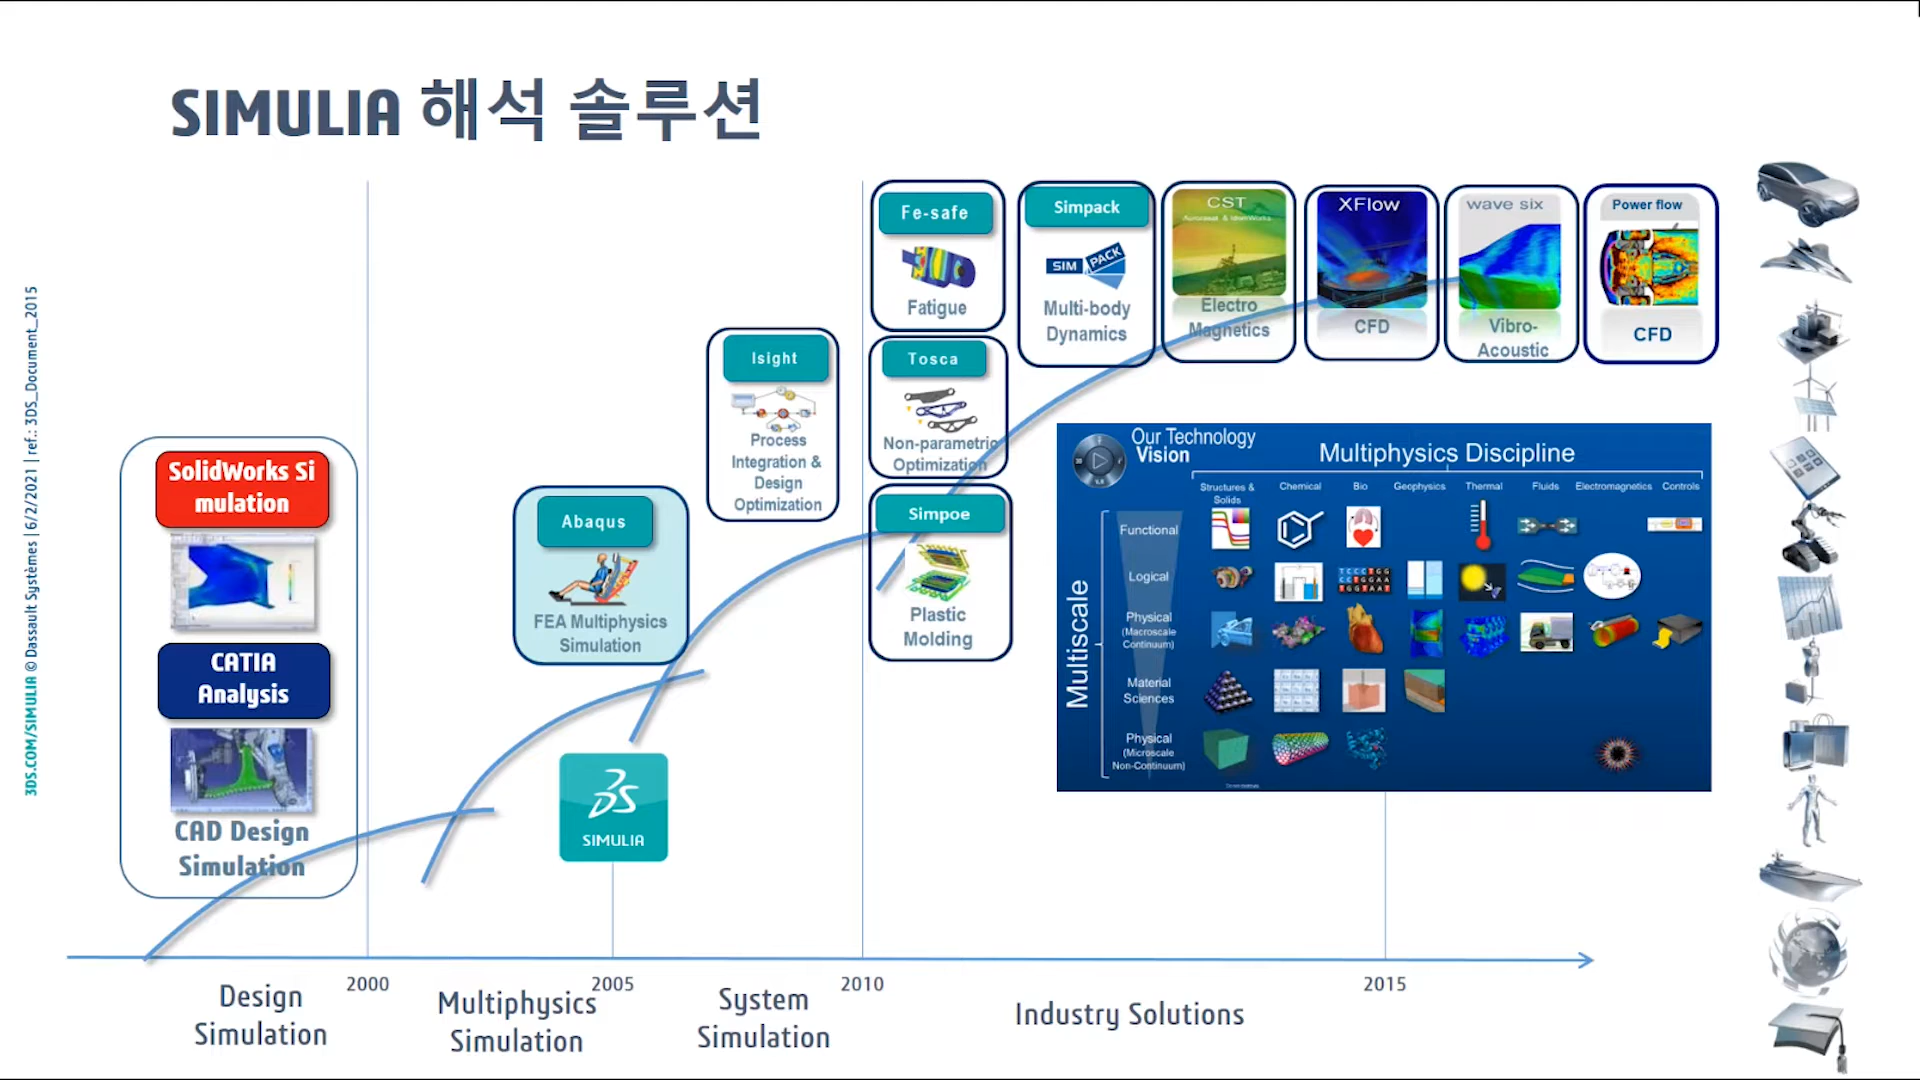 SIMULIA 해석 솔루션
3DS.COM/SIMULIA © Dassault Systèmes | 6/2/2021 | ref.: 3DS_Document_2015
SolidWorks Si
mulation
CATIA
Analysis
CAD Design
Simulation
Abaqus
FEA Multiphysics
Simulation
3DS
SIMULIA
Isight
Process
Integration &
Design
Optimization
Fe-safe
Fatigue
Tosca
Non-parametric
Optimization
Simpoe
Plastic
Molding
Simpack
SIM PACK
Multi-body
Dynamics
CST
Electro
Magnetics
XFlow
CFD
wave six
Vibro-
Acoustic
Power flow
CFD
Our Technology
Vision
Multiphysics Discipline
Structures &
Solids
Chemical
Bio
Geophysics
Thermal
Fluids
Electromagnetics
Controls
Multiscale
Functional
Logical
Physical
(Macroscale
Continuum)
Material
Sciences
Physical
(Microscale
Non-Continuum)
2000
2005
2010
2015
Design
Simulation
Multiphysics
Simulation
System
Simulation
Industry Solutions